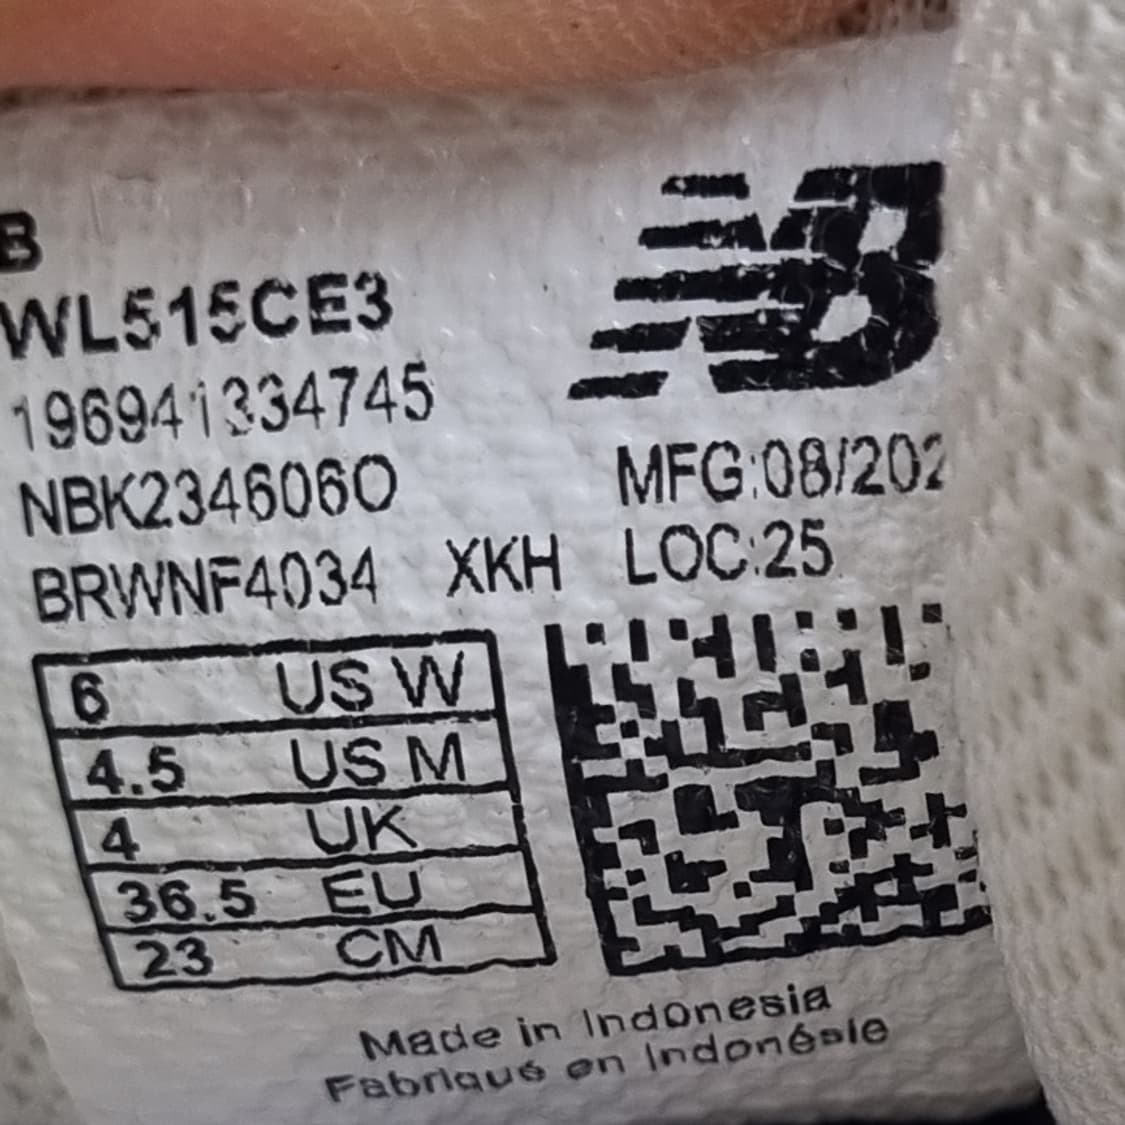 B
WL515CE3
196941334745
NBK234606O
BRWNF4034 XKH
MFG:08/202
LOC:25
6 US W
4.5 US M
4 UK
36.5 EU
23 CM
Made in Indonesia
Fabriqué en Indonésie